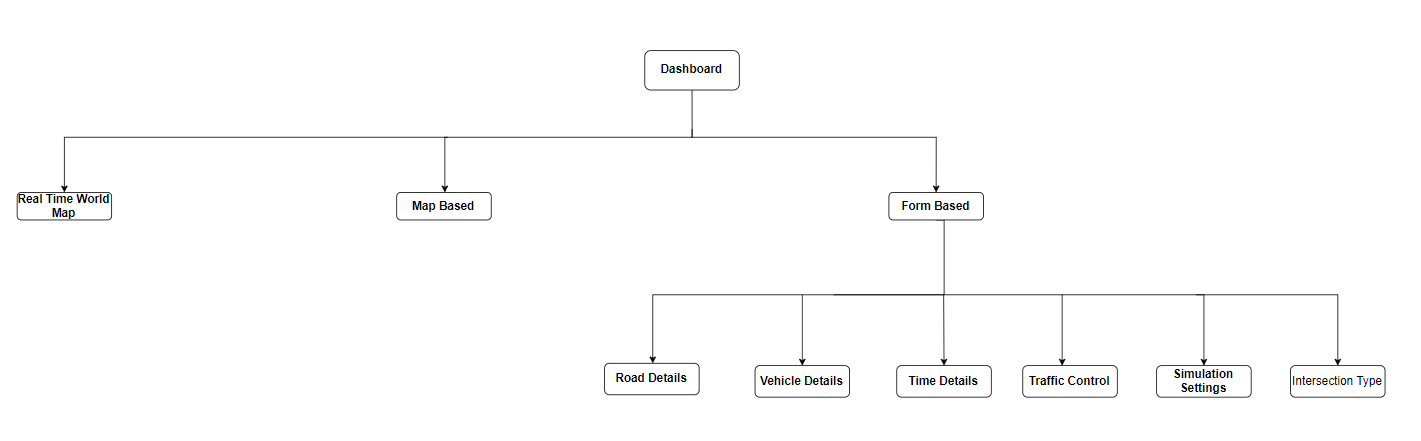 Dashboard
Real Time World
Map
Map Based
Form Based
Road Details
Vehicle Details
Time Details
Traffic Control
Simulation
Settings
Intersection Type